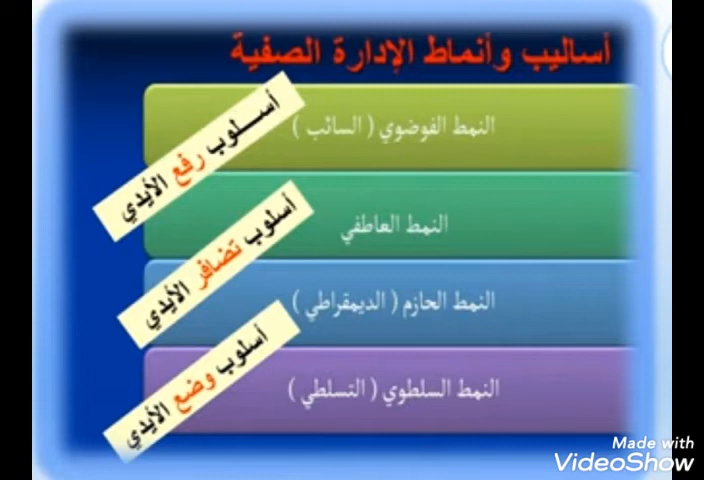 أساليب وأنماط الإدارة الصفية
النمط الفوضوي ( السائب )
أسـلوب رفع الأيدي
النمط العاطفي
أسلوب تضافر الأيدي
النمط الحازم ( الديمقراطي )
النمط السلطوي ( التسلطي )
أسلوب وضع الأيدي
Made with
VideoShow